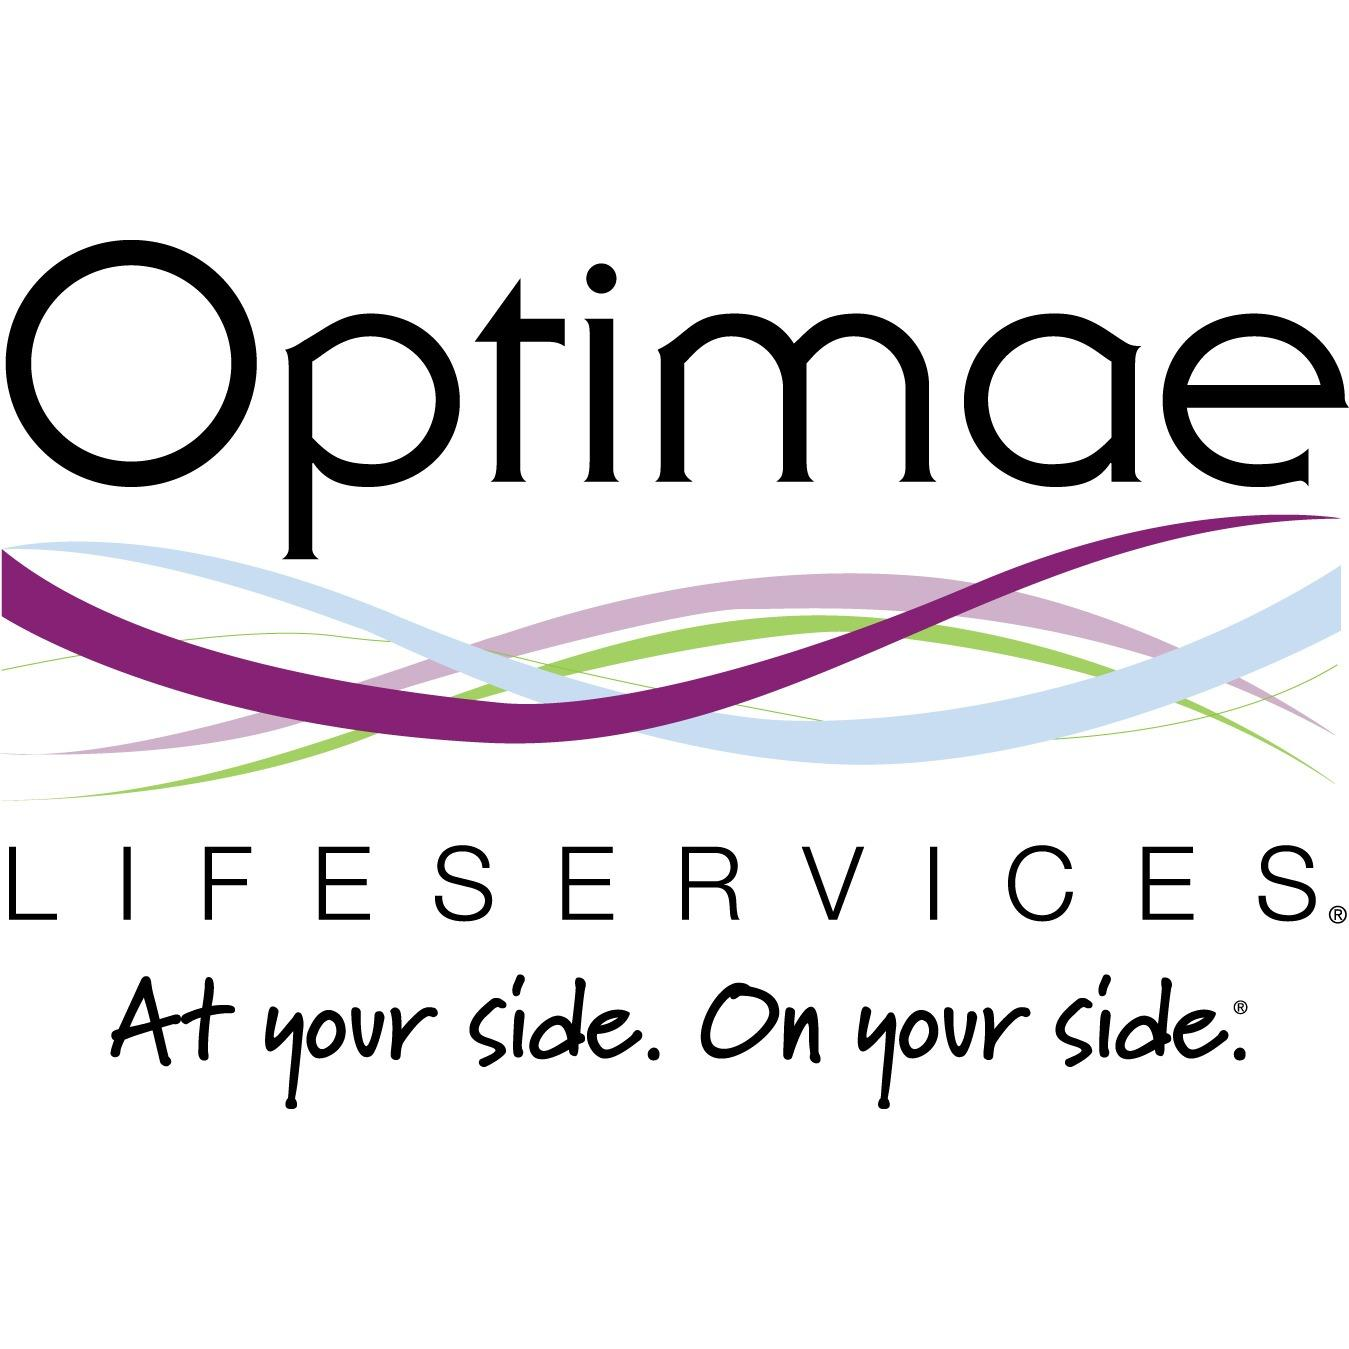 Optimae
LIFESERVICES®
At your side. On your side.®